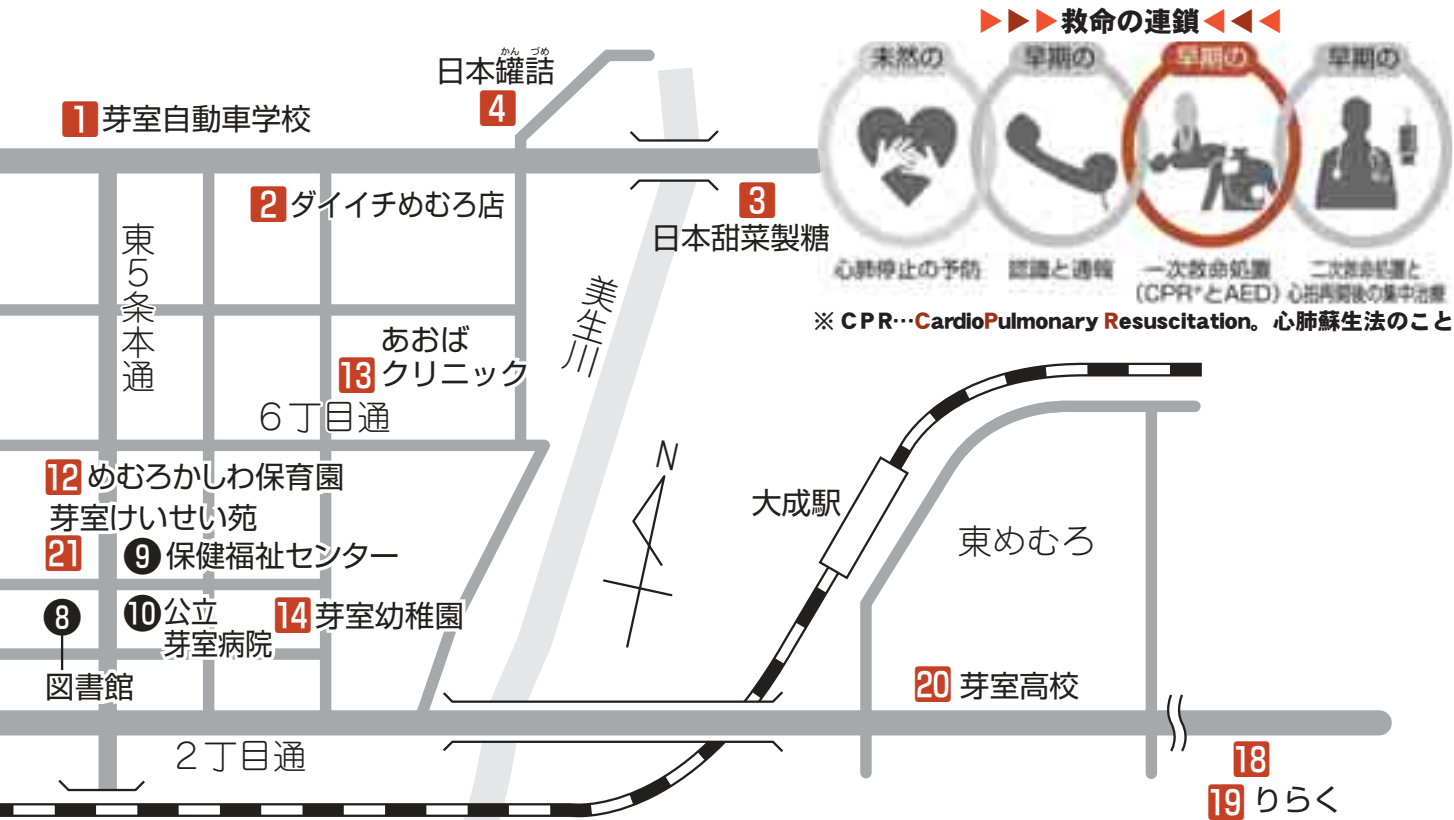 ▶▶▶救命の連鎖◀◀◀
未然の
早期の
早期の
早期の
心肺停止の予防
認識と通報
一次救命処置
(CPR*とAED)
二次救命処置と
心拍再開後の集中治療
※CPR…CardioPulmonary Resuscitation。心肺蘇生法のこと
かん づめ
日本罐詰
4
1 芽室自動車学校
2 ダイイチめむろ店
3
日本甜菜製糖
東5条本通
美生川
あおば
13 クリニック
6丁目通
12 めむろかしわ保育園
芽室けいせい苑
21
9 保健福祉センター
8
図書館
10 公立
芽室病院
14 芽室幼稚園
N
大成駅
東めむろ
20 芽室高校
2丁目通
18
19 りらく